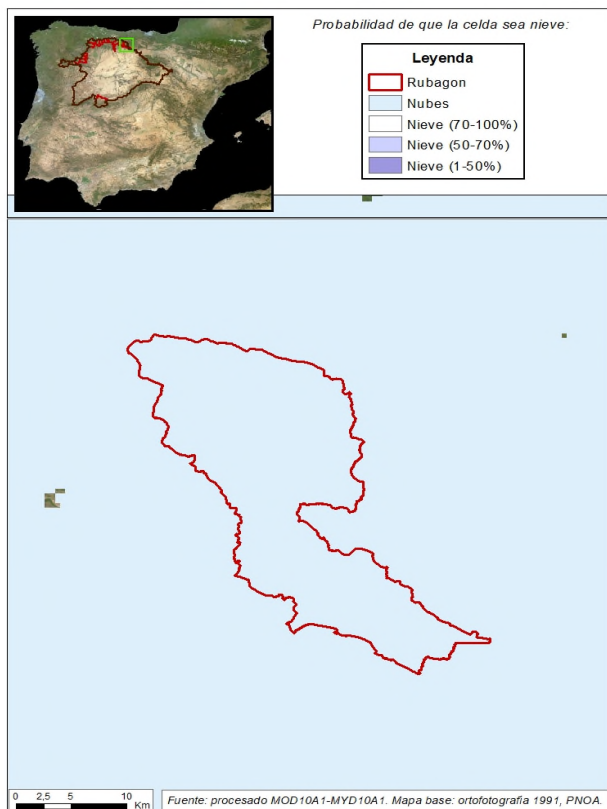 Probabilidad de que la celda sea nieve:
Leyenda
Rubagon
Nubes
Nieve (70-100%)
Nieve (50-70%)
Nieve (1-50%)
0 2,5 5 10
Km
Fuente: procesado MOD10A1-MYD10A1. Mapa base: ortofotografia 1991, PNOA